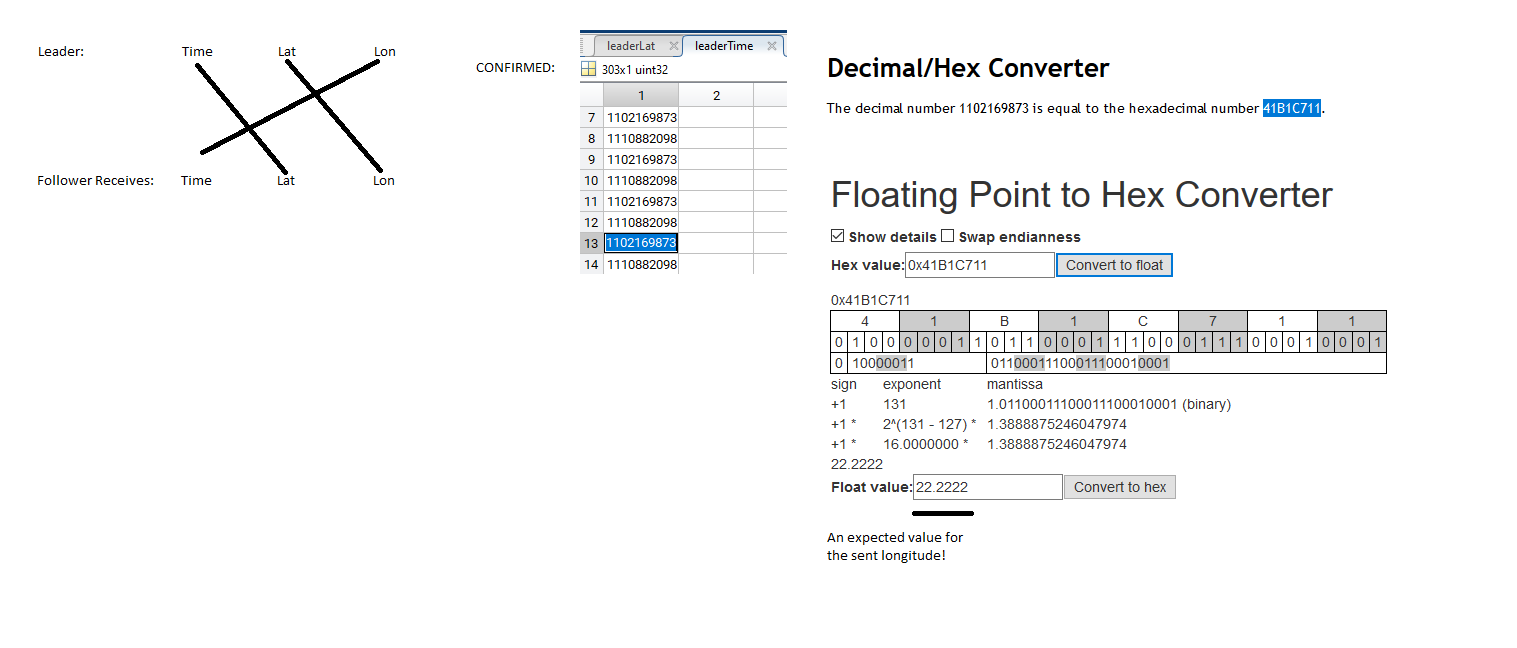 Leader: Time Lat Lon
Follower Receives: Time Lat Lon
CONFIRMED:
leaderLat leaderTime
303x1 uint32
1 2
7 1102169873
8 1110882098
9 1102169873
10 1110882098
11 1102169873
12 1110882098
13 1102169873
14 1110882098
Decimal/Hex Converter
The decimal number 1102169873 is equal to the hexadecimal number 41B1C711.
Floating Point to Hex Converter
Show details Swap endianness
Hex value: 0x41B1C711 Convert to float
0x41B1C711
4 1 B 1 C 7 1 1
0 1 0 0 0 0 0 1 1 0 1 1 0 0 0 1 1 1 0 0 0 1 1 1 0 0 0 1 0 0 0 1
0 10000011 01100011100011100010001
sign exponent mantissa
+1 131 1.01100011100011100010001 (binary)
+1 * 2^(131 - 127) * 1.3888875246047974
+1 * 16.0000000 * 1.3888875246047974
22.2222
Float value: 22.2222 Convert to hex
An expected value for
the sent longitude!